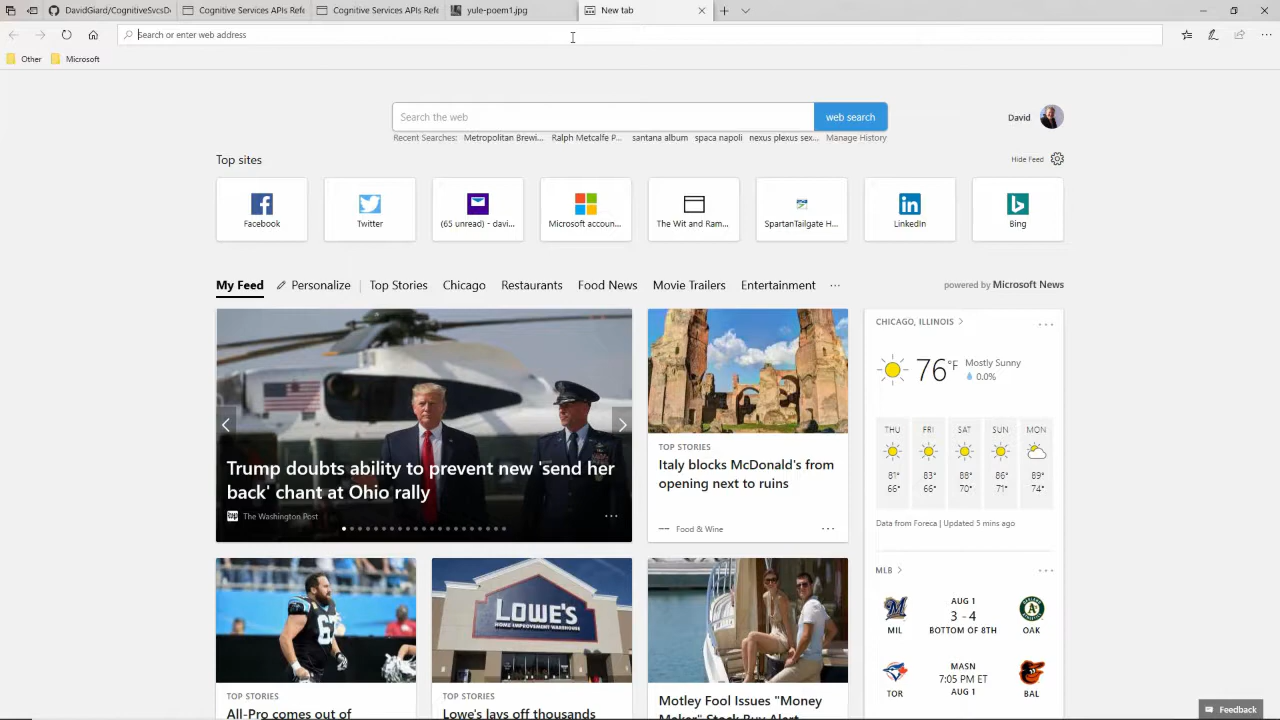 DavidGiard/CognitiveSvcsD
Cognitive Services APIs Refe
Cognitive Services APIs Refe
yule-poem1.jpg
New tab
Search or enter web address
Other
Microsoft
Search the web
web search
David
Recent Searches: Metropolitan Brewi... Ralph Metcalfe P... santana album spaca napoli nexus plexus sex... Manage History
Top sites
Hide Feed
Facebook
Twitter
(65 unread) - davi...
Microsoft accoun...
The Wit and Ram...
SpartanTailgate H...
LinkedIn
Bing
My Feed
Personalize
Top Stories
Chicago
Restaurants
Food News
Movie Trailers
Entertainment
...
powered by Microsoft News
Trump doubts ability to prevent new 'send her
back' chant at Ohio rally
wp The Washington Post
TOP STORIES
Italy blocks McDonald's from
opening next to ruins
Food & Wine
CHICAGO, ILLINOIS
76°F
Mostly Sunny
0.0%
THU FRI SAT SUN MON
81° 83° 88° 86° 89°
66° 66° 70° 71° 74°
Data from Foreca | Updated 5 mins ago
MLB
AUG 1
3 - 4
MIL BOTTOM OF 8TH OAK
MASN
7:05 PM ET
TOR AUG 1 BAL
LOWE'S
HOME IMPROVEMENT WAREHOUSE
TOP STORIES
All-Pro comes out of
TOP STORIES
Lowe's lays off thousands
Motley Fool Issues "Money
Maker" Stock Buy Alert
Feedback